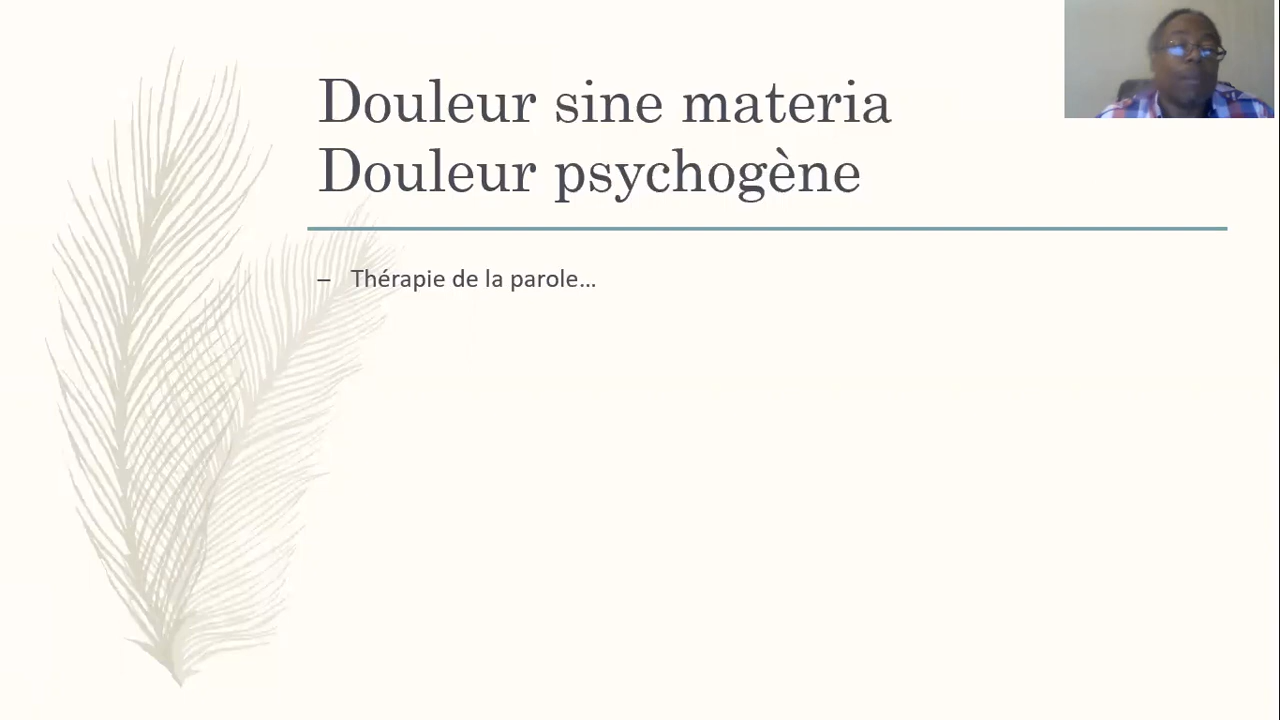 Douleur sine materia
Douleur psychogène
– Thérapie de la parole…